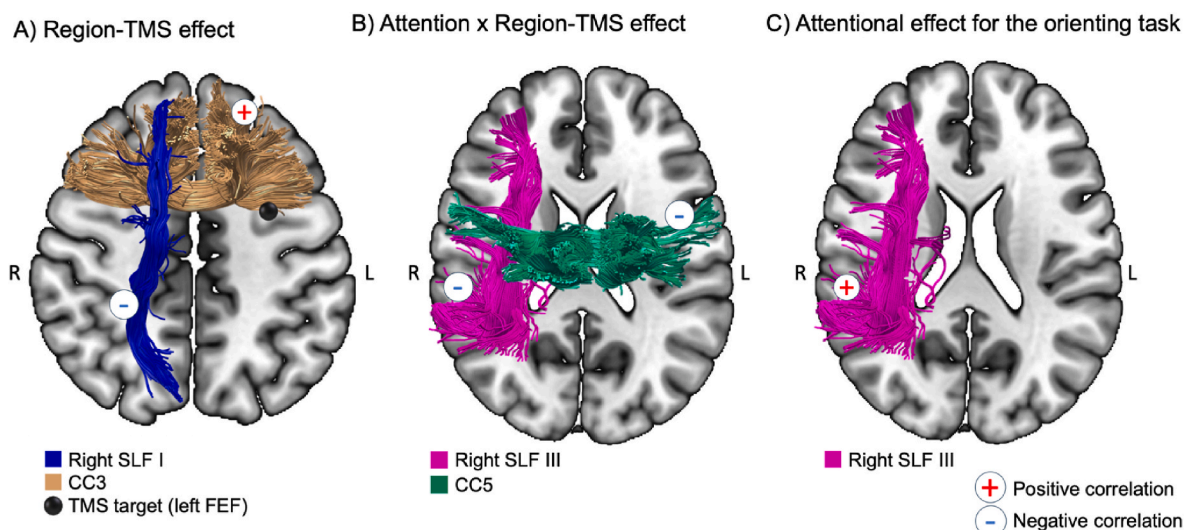 A) Region-TMS effect
B) Attention x Region-TMS effect
C) Attentional effect for the orienting task
+
-
R
L
-
-
R
L
+
R
L
Right SLF I
CC3
TMS target (left FEF)
Right SLF III
CC5
Right SLF III
+ Positive correlation
- Negative correlation